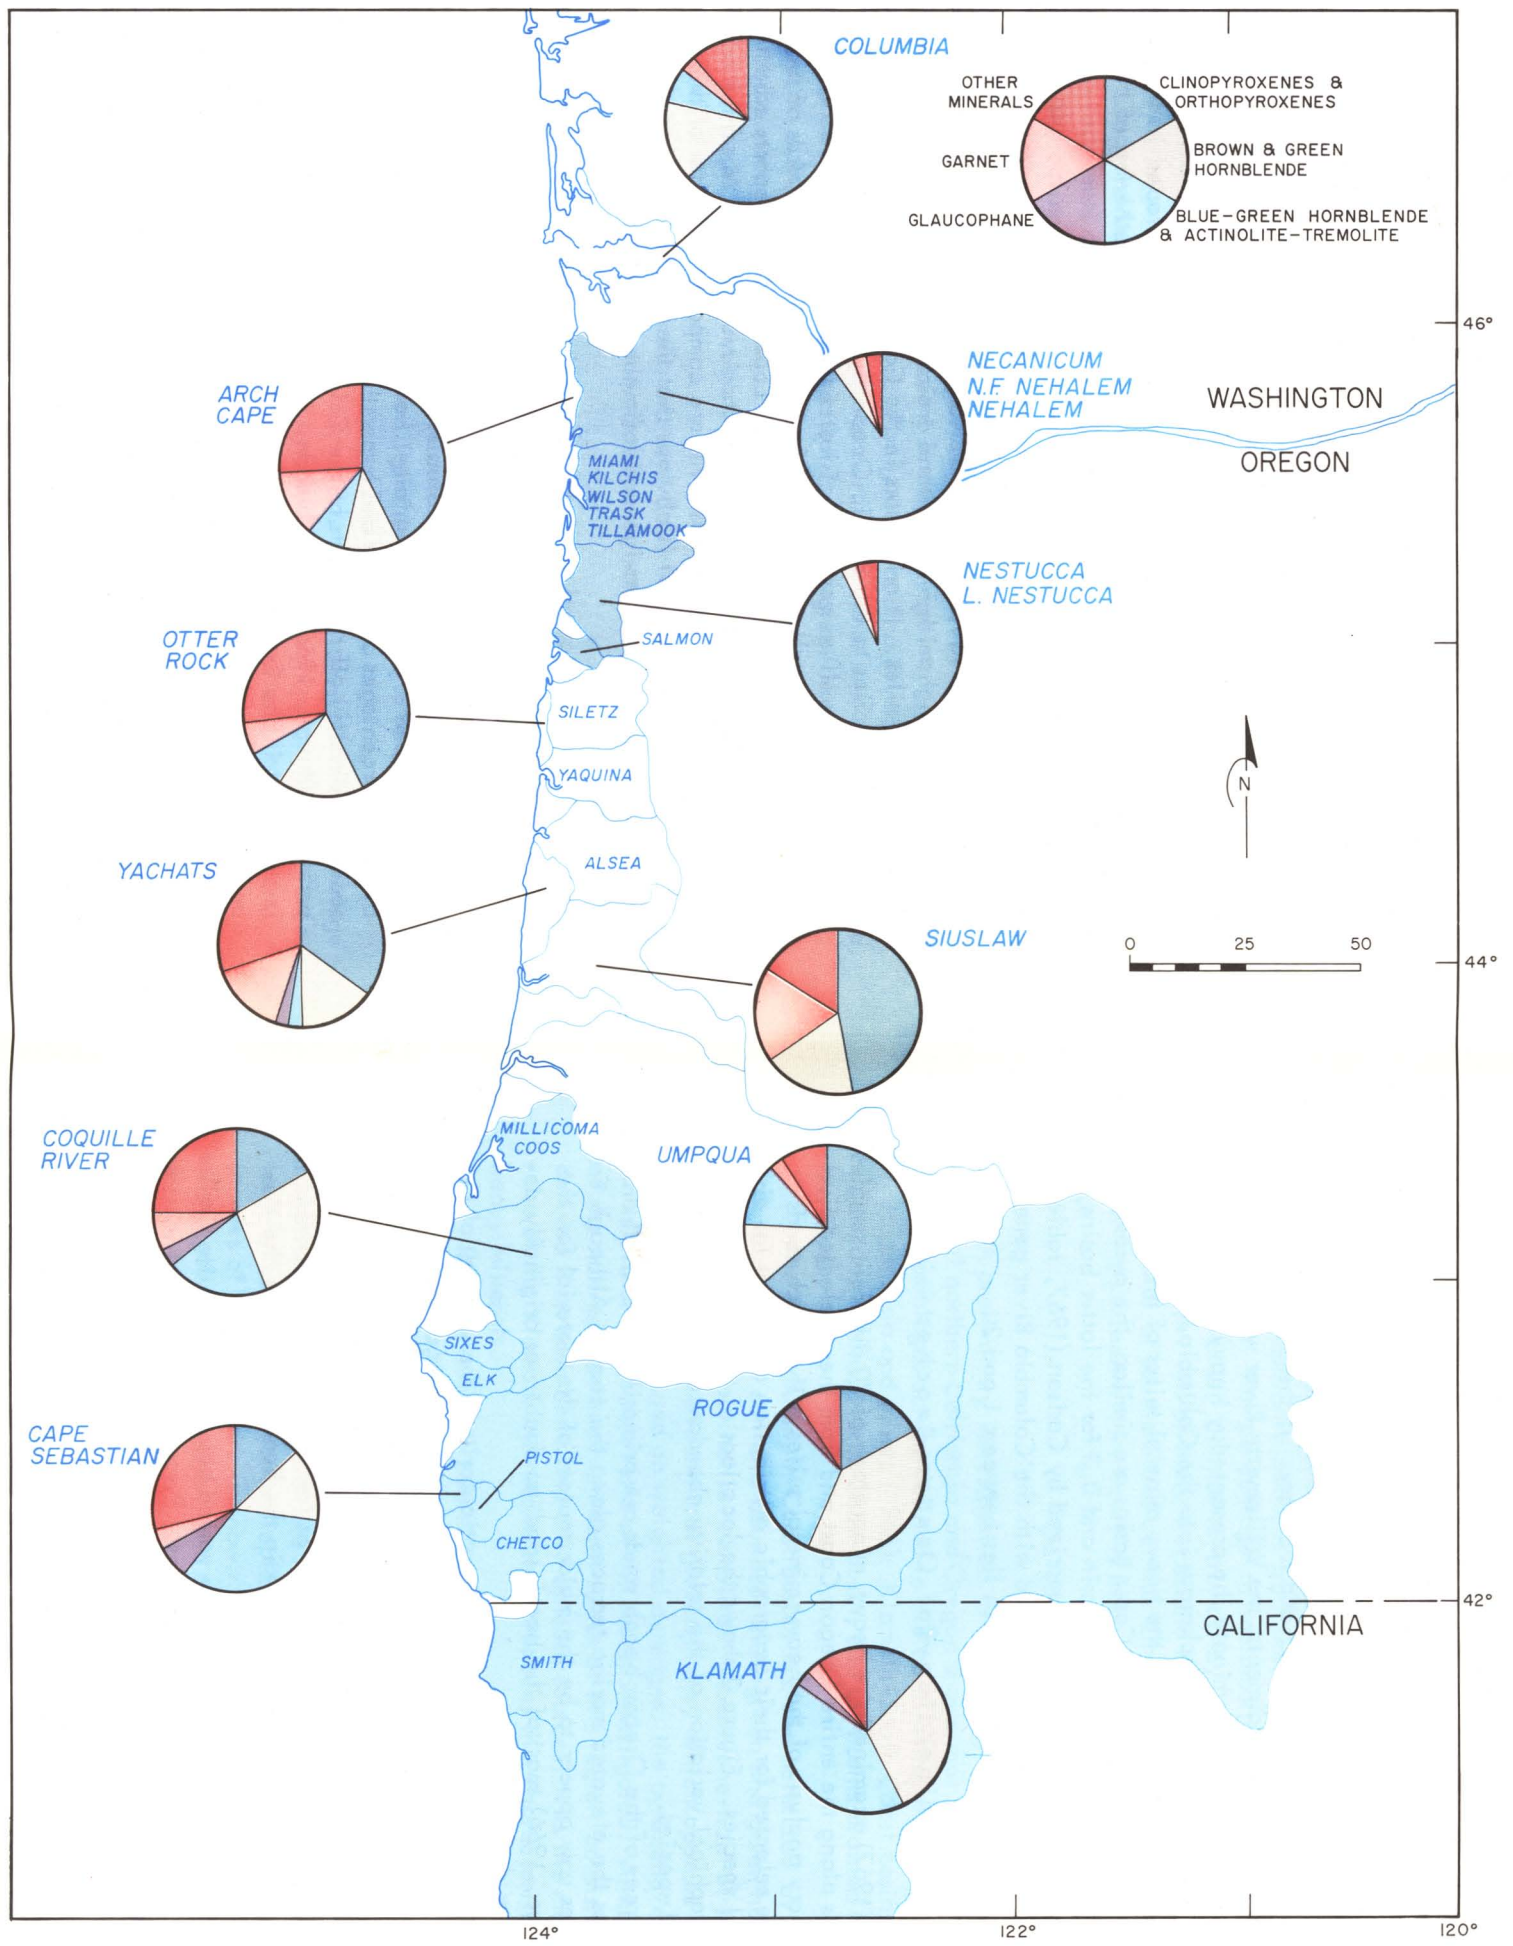 COLUMBIA
OTHER
MINERALS
CLINOPYROXENES &
ORTHOPYROXENES
GARNET
BROWN & GREEN
HORNBLENDE
GLAUCOPHANE
BLUE-GREEN HORNBLENDE
& ACTINOLITE-TREMOLITE
46°
NECANICUM
N.F. NEHALEM
NEHALEM
WASHINGTON
OREGON
ARCH
CAPE
MIAMI
KILCHIS
WILSON
TRASK
TILLAMOOK
NESTUCCA
L. NESTUCCA
OTTER
ROCK
SALMON
SILETZ
YAQUINA
N
YACHATS
ALSEA
SIUSLAW
0 25 50
44°
COQUILLE
RIVER
MILLICOMA
COOS
UMPQUA
SIXES
ELK
ROGUE
CAPE
SEBASTIAN
PISTOL
CHETCO
42°
CALIFORNIA
SMITH
KLAMATH
124° 122° 120°